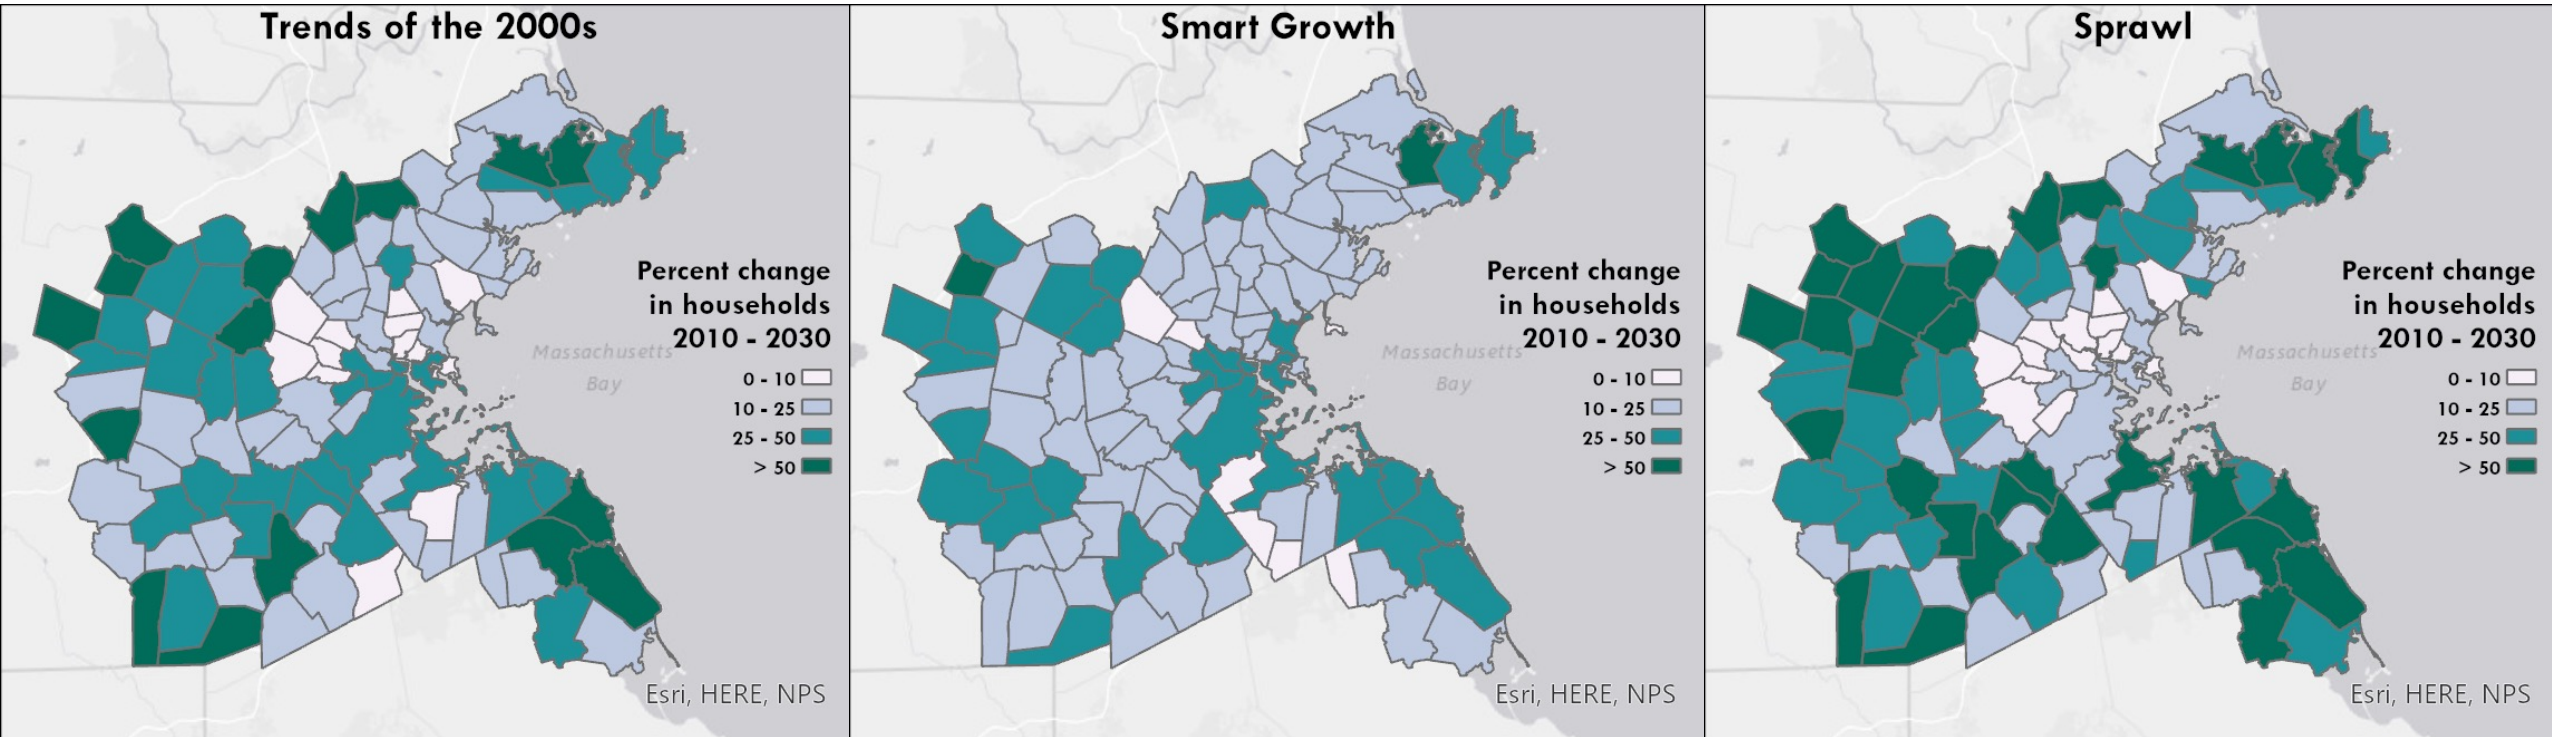 Trends of the 2000s
Massachusetts
Bay
Percent change
in households
2010 - 2030
0 - 10
10 - 25
25 - 50
> 50
Esri, HERE, NPS
Smart Growth
Massachusetts
Bay
Percent change
in households
2010 - 2030
0 - 10
10 - 25
25 - 50
> 50
Esri, HERE, NPS
Sprawl
Massachusetts
Bay
Percent change
in households
2010 - 2030
0 - 10
10 - 25
25 - 50
> 50
Esri, HERE, NPS